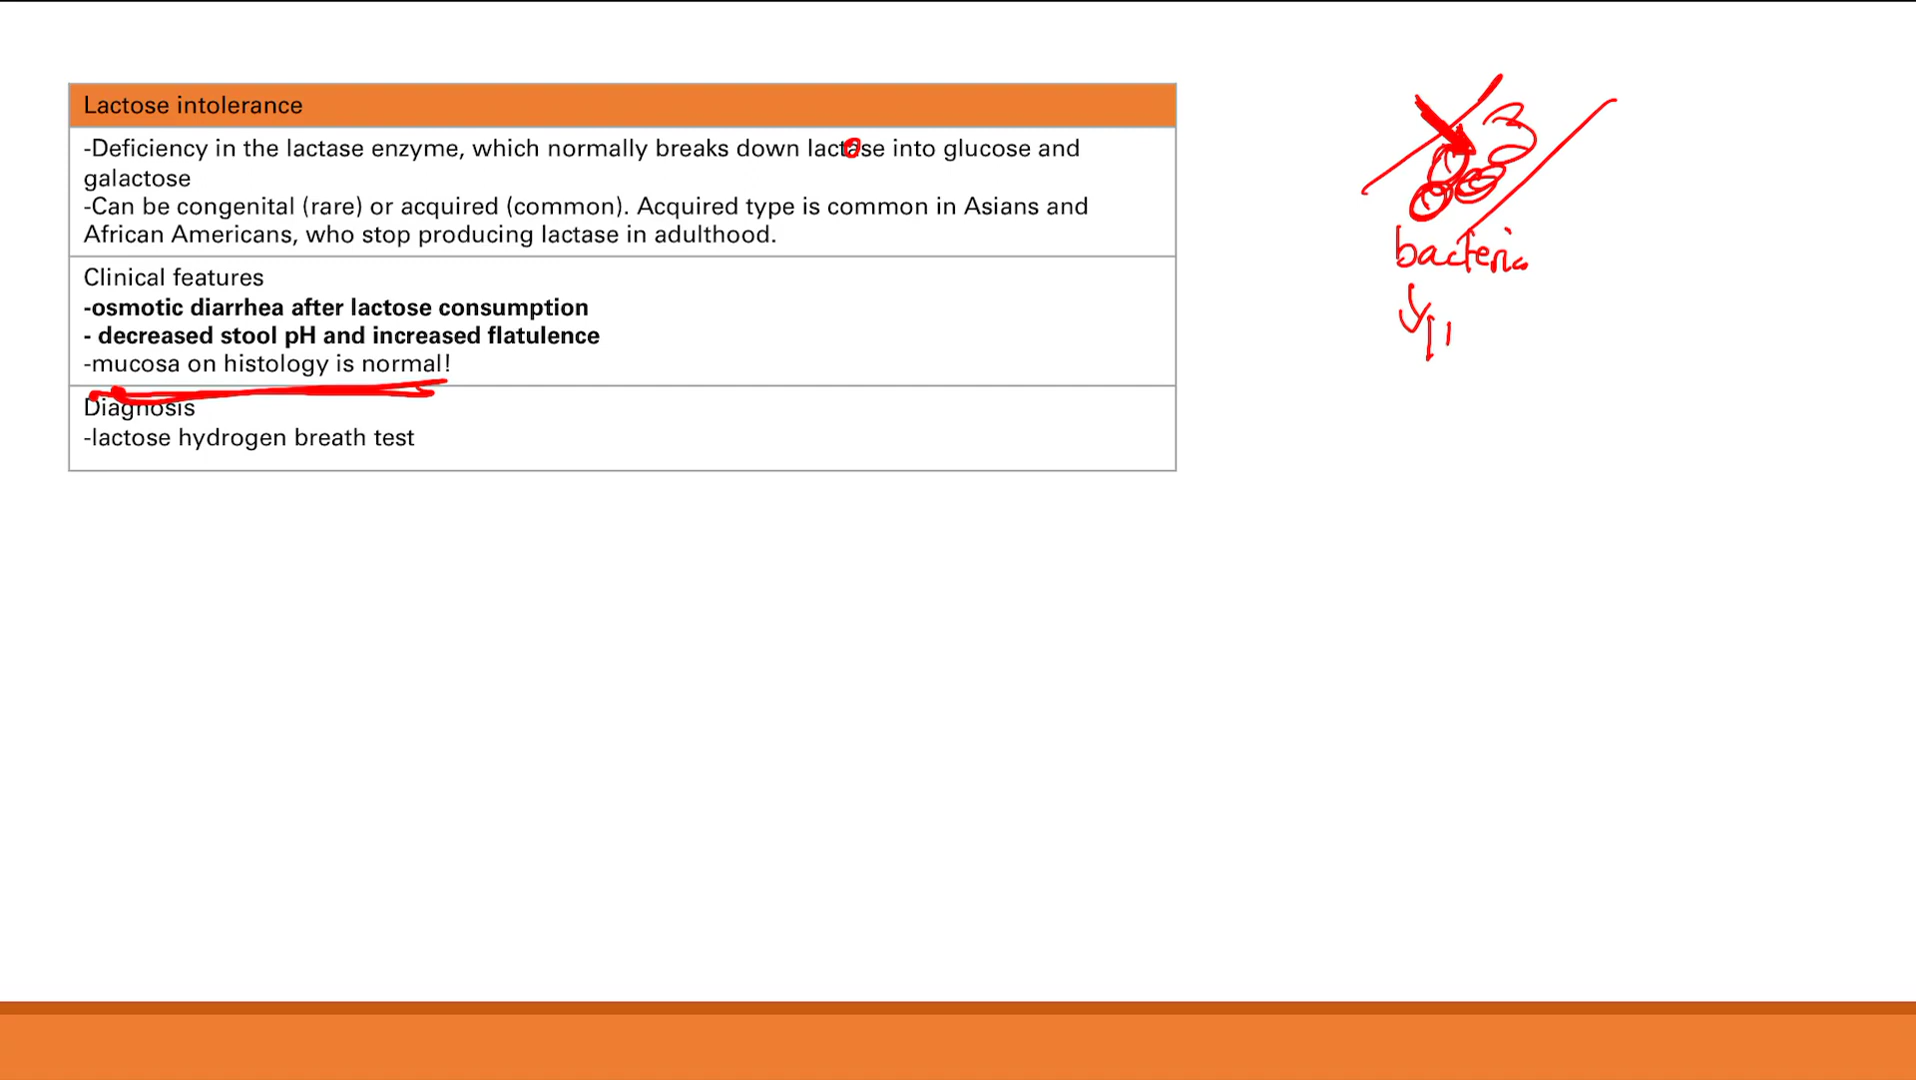 Lactose intolerance
-Deficiency in the lactase enzyme, which normally breaks down lactose into glucose and
galactose
-Can be congenital (rare) or acquired (common). Acquired type is common in Asians and
African Americans, who stop producing lactase in adulthood.
Clinical features
-osmotic diarrhea after lactose consumption
- decreased stool pH and increased flatulence
-mucosa on histology is normal!
Diagnosis
-lactose hydrogen breath test
bacteria